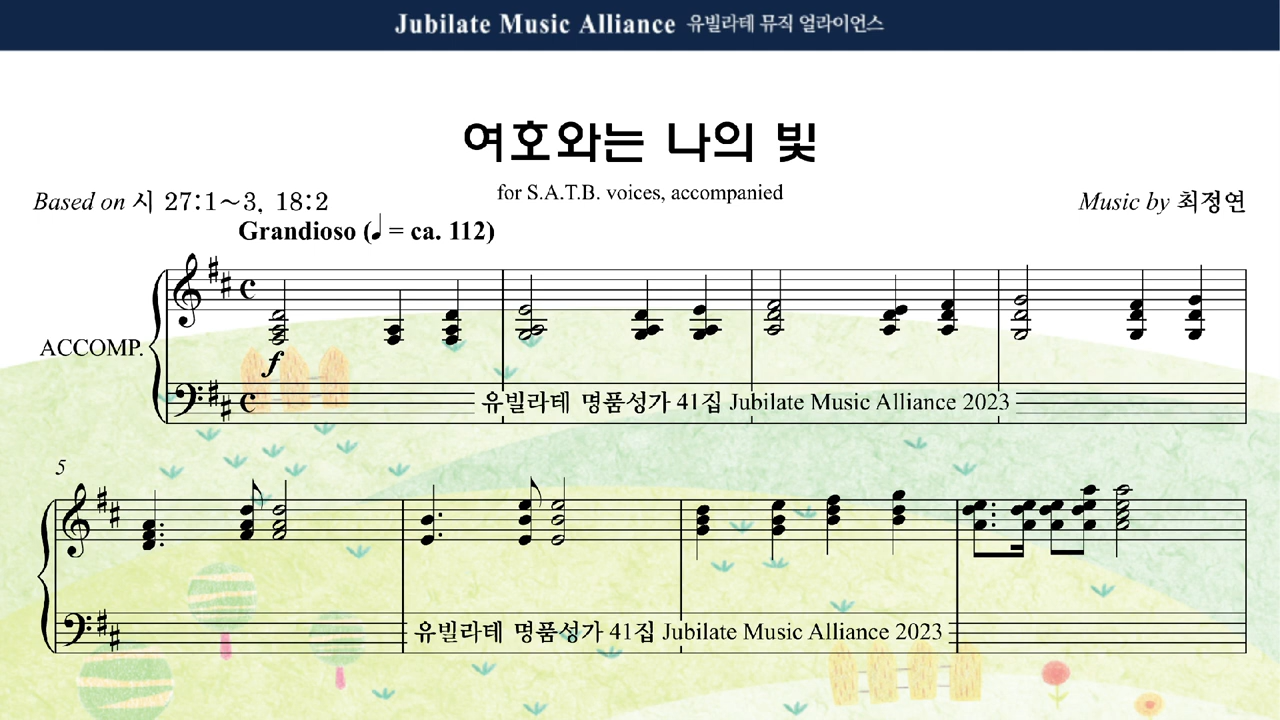 Jubilate Music Alliance 유빌라테 뮤직 얼라이언스
여호와는 나의 빛
for S.A.T.B. voices, accompanied
Based on 시 27:1~3, 18:2
Music by 최정연
Grandioso (♩ = ca. 112)
ACCOMP.
f
유빌라테 명품성가 41집 Jubilate Music Alliance 2023
5
유빌라테 명품성가 41집 Jubilate Music Alliance 2023